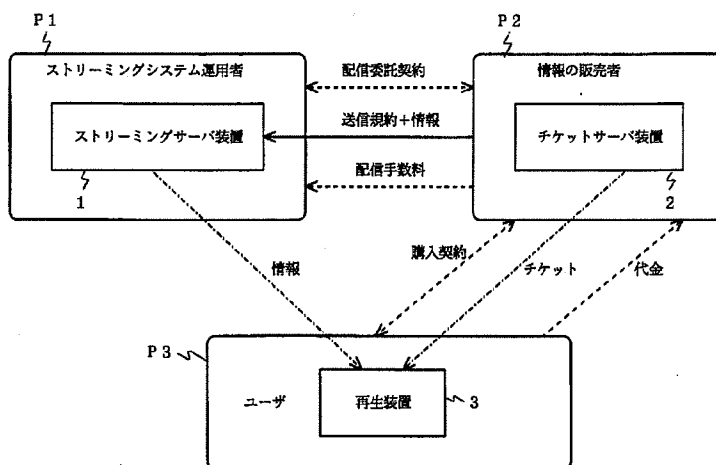 P1
P2
ストリーミングシステム運用者
配信委託契約
情報の販売者
ストリーミングサーバ装置
送信規約+情報
チケットサーバ装置
1
配信手数料
2
情報
購入契約
チケット
代金
P3
ユーザ
再生装置
3